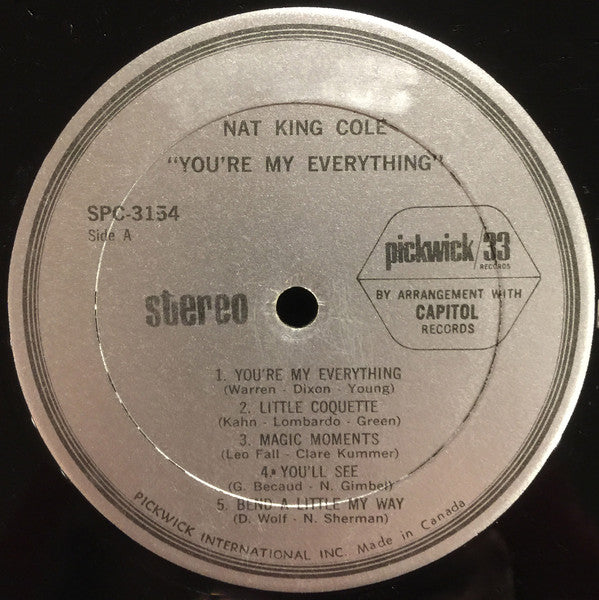 NAT KING COLE
"YOU'RE MY EVERYTHING"
SPC-3154
Side A
pickwick/33
RECORDS
BY ARRANGEMENT WITH
CAPITOL
RECORDS
stereo
1. YOU'RE MY EVERYTHING
(Warren - Dixon - Young)
2. LITTLE COQUETTE
(Kahn - Lombardo - Green)
3. MAGIC MOMENTS
(Leo Fall - Clare Kummer)
4. YOU'LL SEE
(G. Becaud - N. Gimbel)
5. BEND A LITTLE MY WAY
(D. Wolf - N. Sherman)
PICKWICK INTERNATIONAL INC. Made in Canada